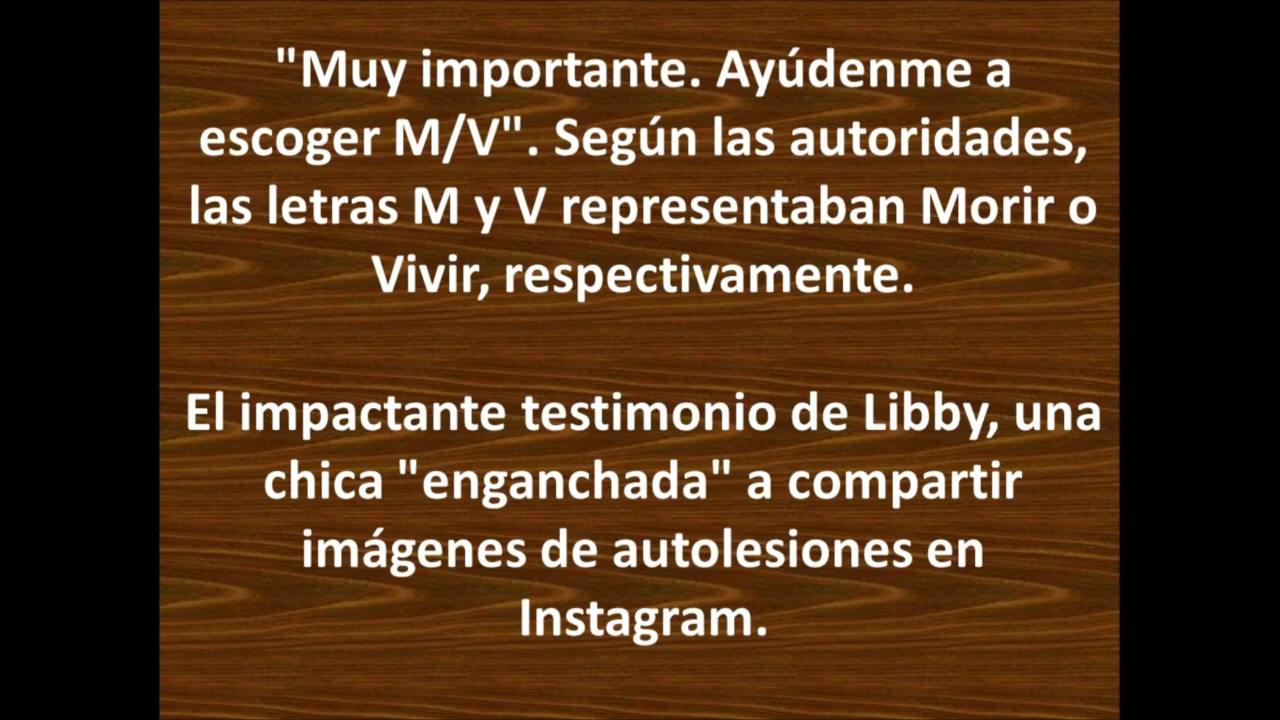 "Muy importante. Ayúdenme a
escoger M/V". Según las autoridades,
las letras M y V representaban Morir o
Vivir, respectivamente.
El impactante testimonio de Libby, una
chica "enganchada" a compartir
imágenes de autolesiones en
Instagram.